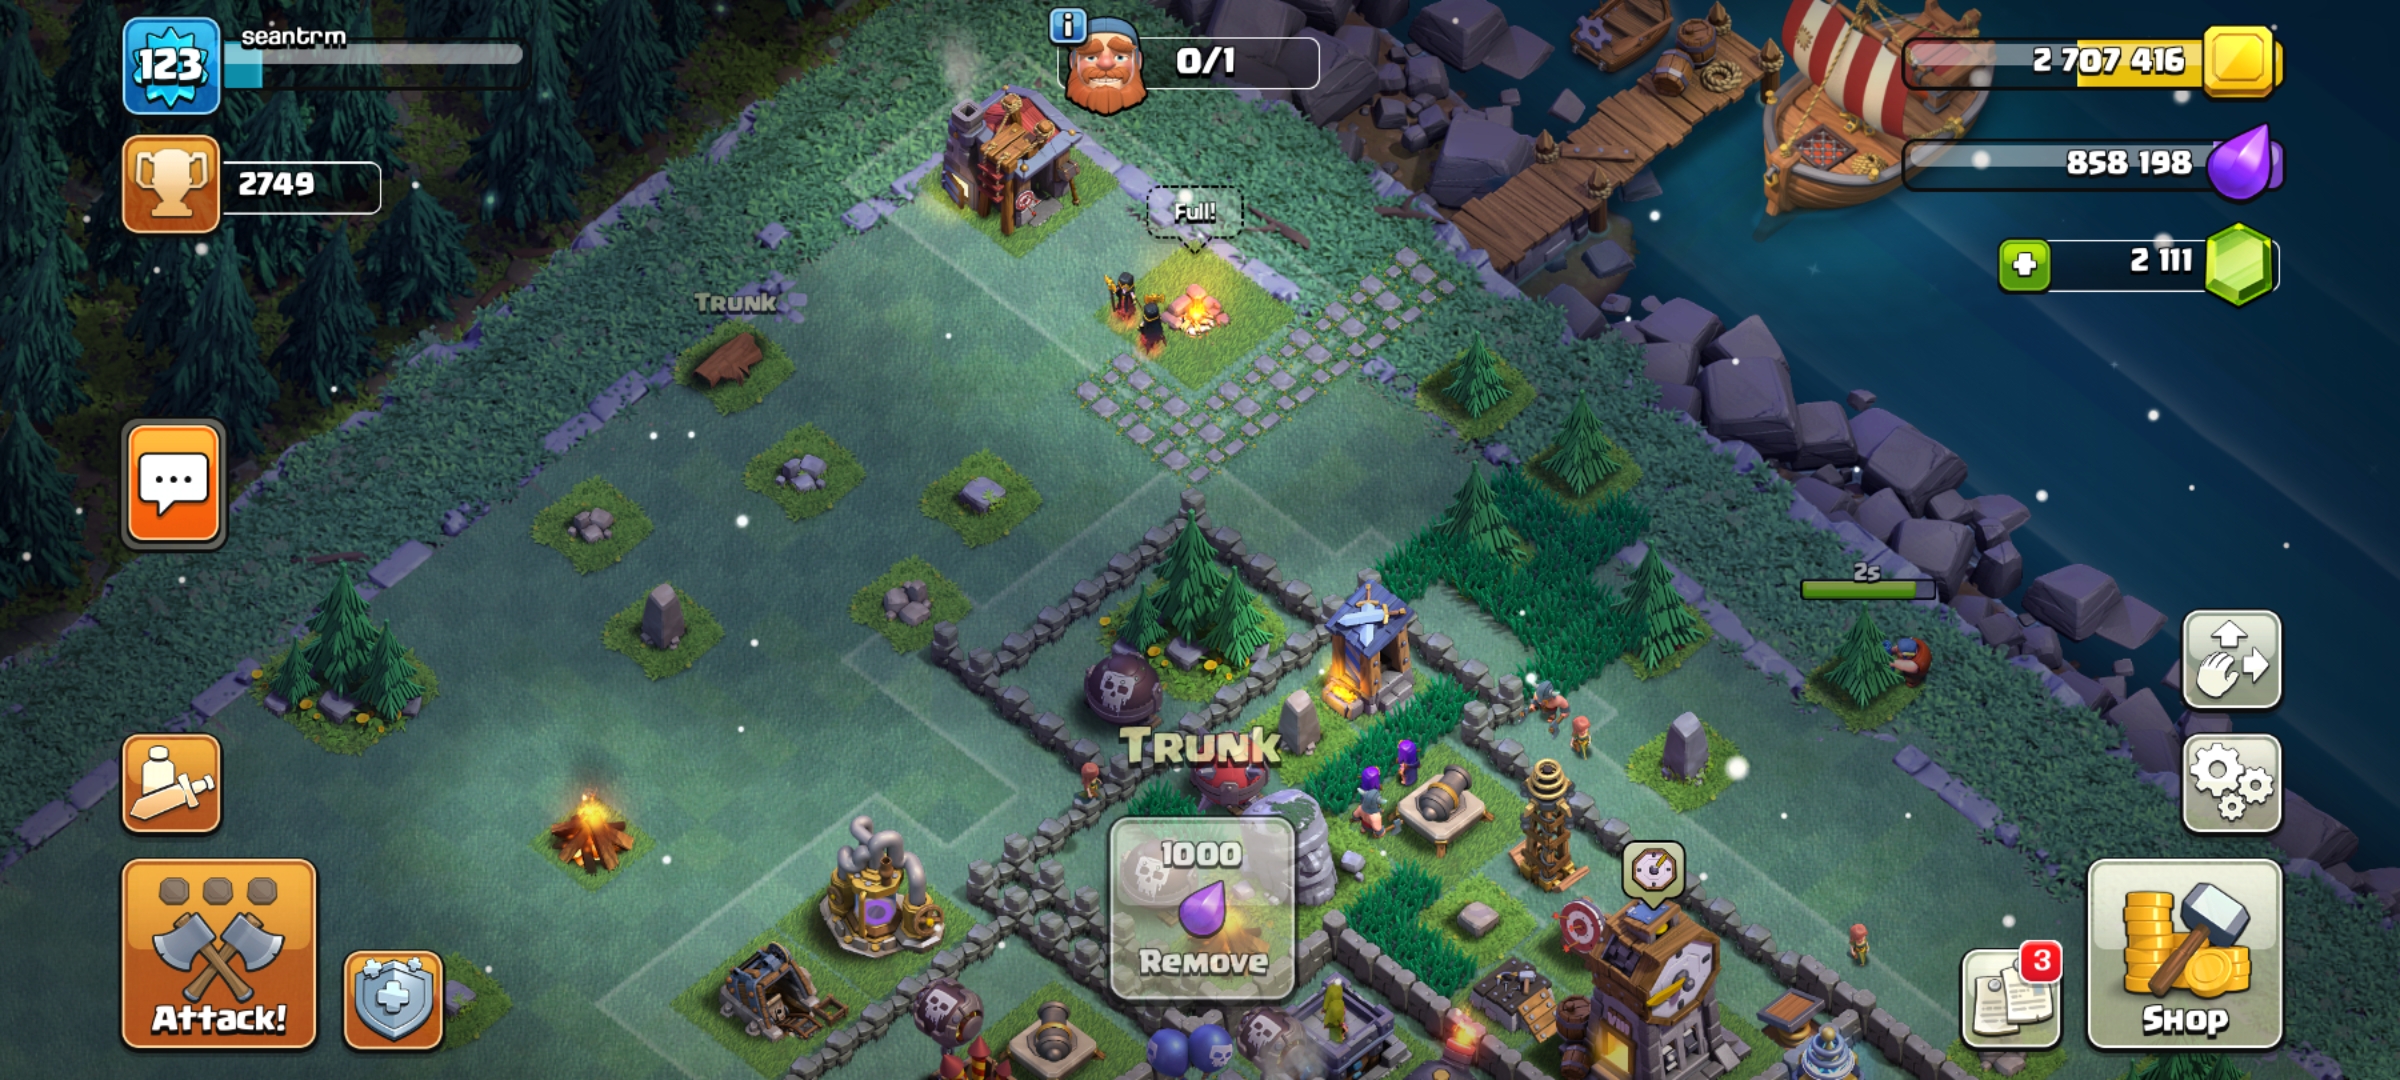 123
seantrm
0/1
2 707 416
2749
858 198
Full!
2 111
TRUNK
2s
TRUNK
1000
Remove
3
Attack!
Shop